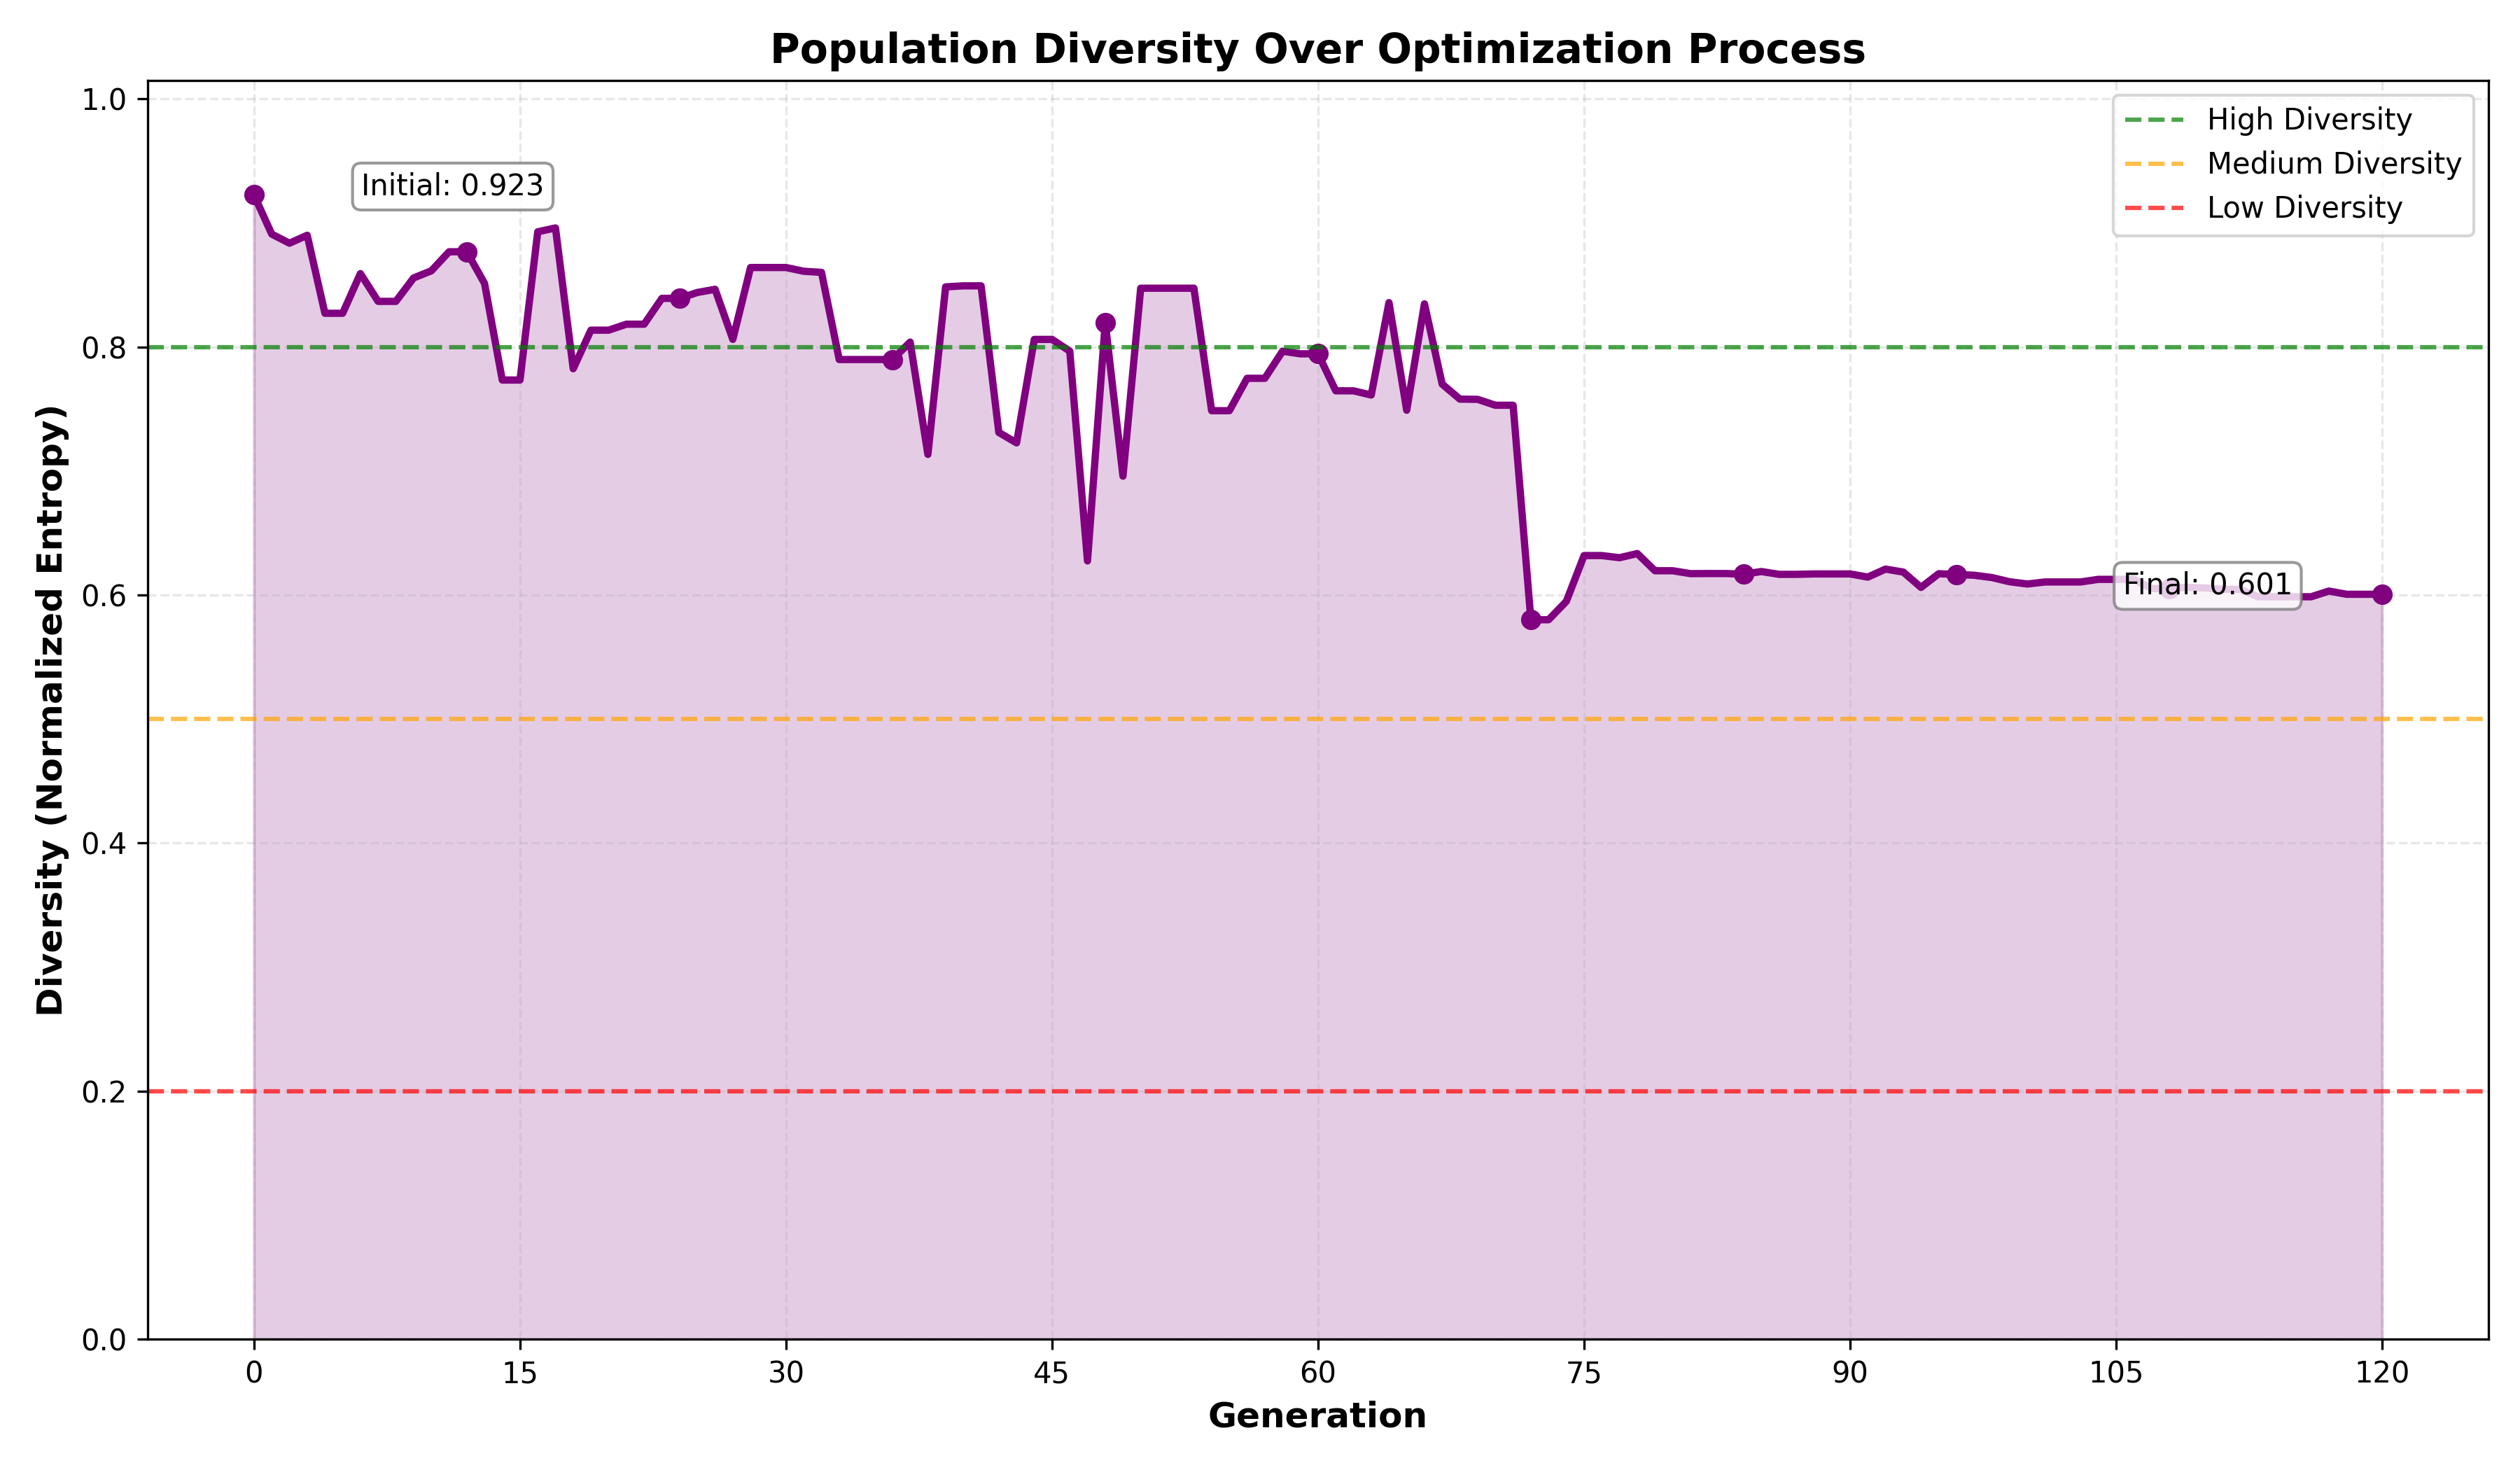 Population Diversity Over Optimization Process
Diversity (Normalized Entropy)
1.0
0.8
0.6
0.4
0.2
0.0
Initial: 0.923
Final: 0.601
High Diversity
Medium Diversity
Low Diversity
0 15 30 45 60 75 90 105 120
Generation